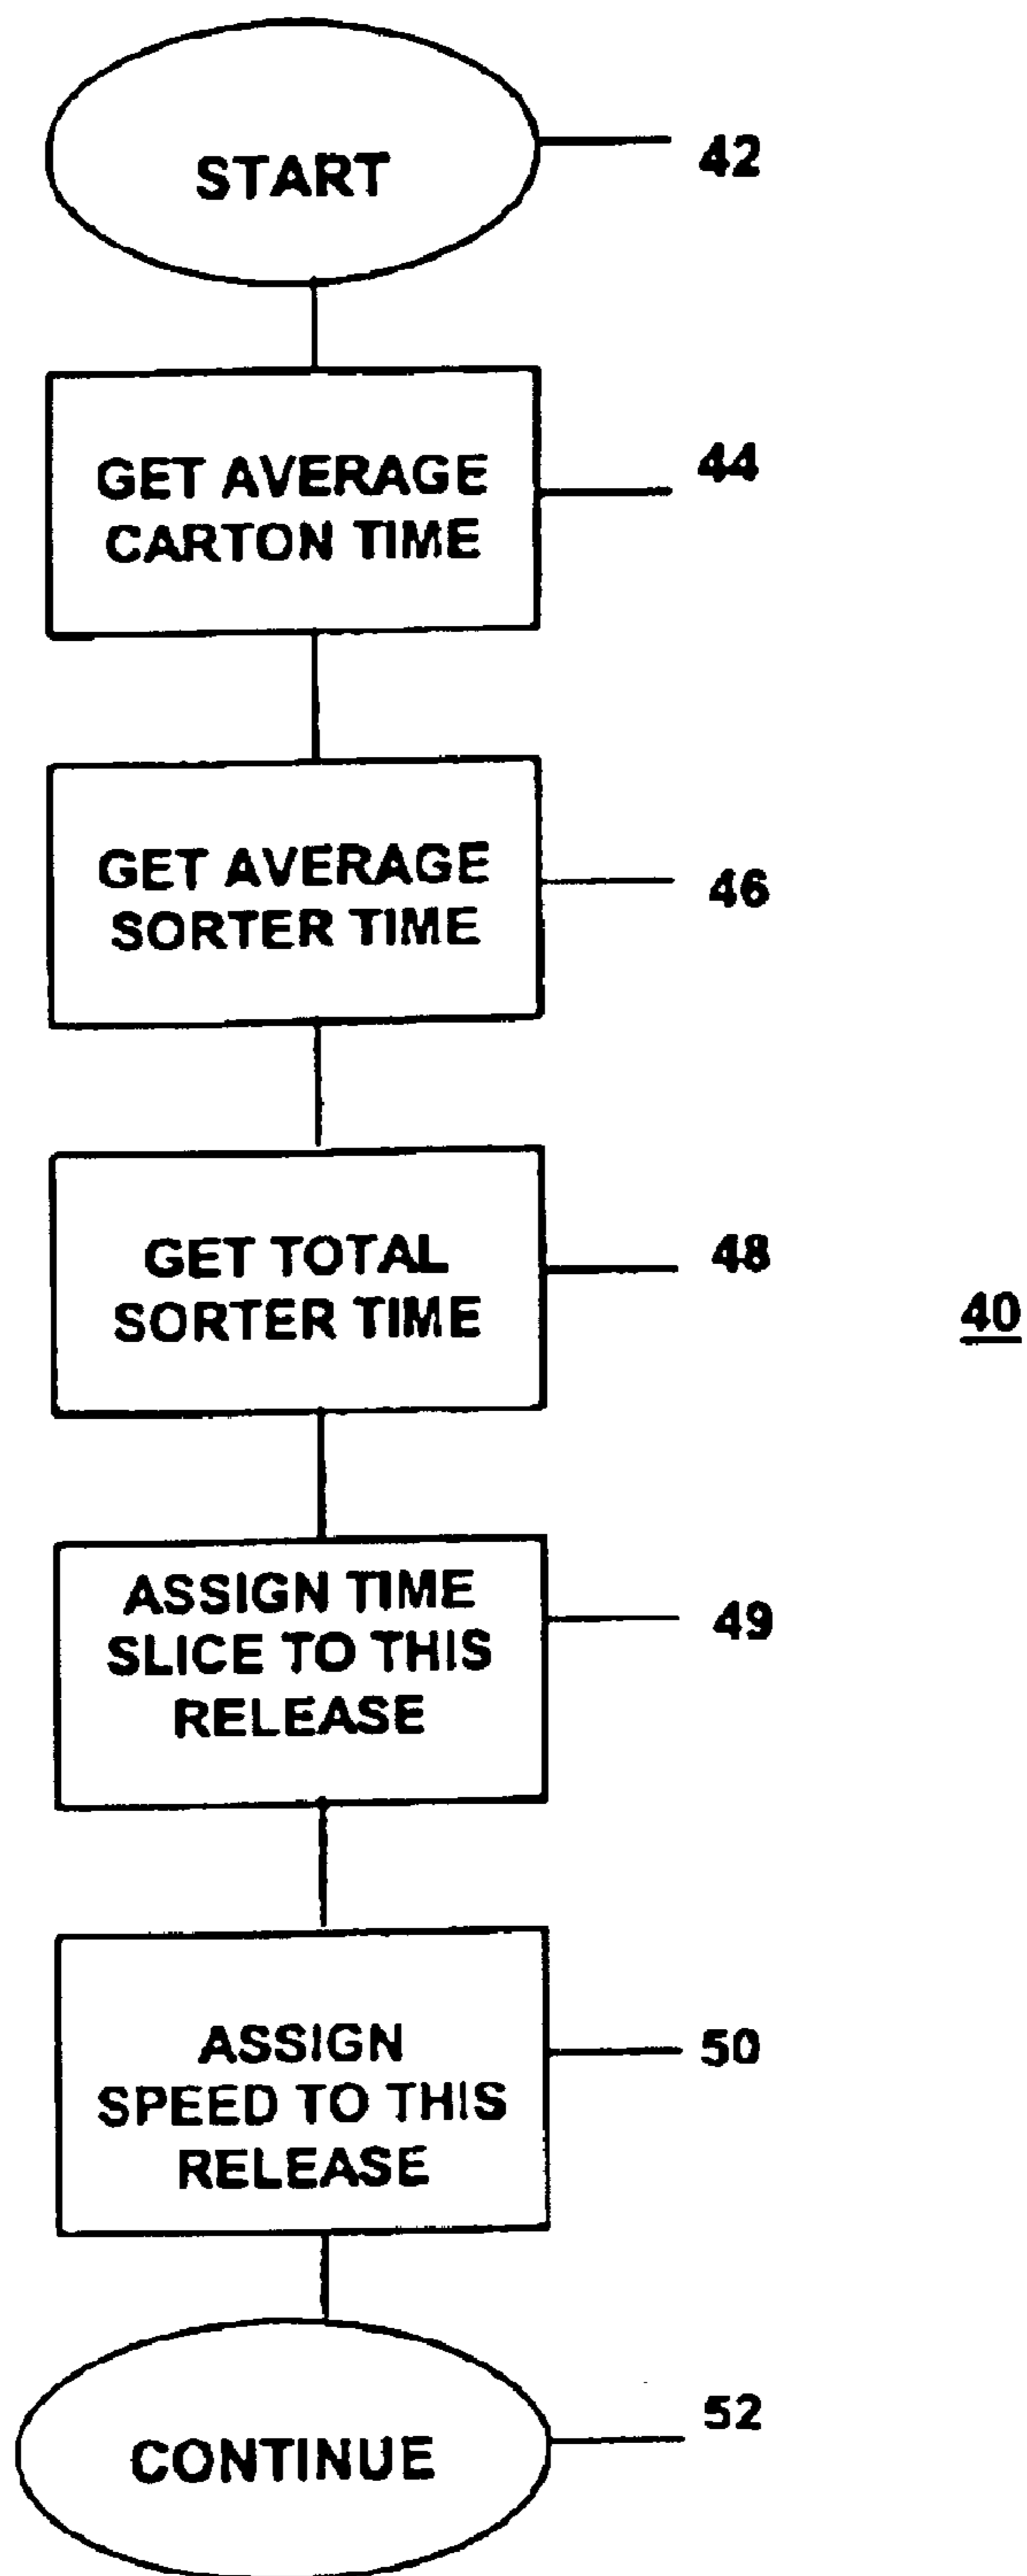 START
42
GET AVERAGE
CARTON TIME
44
GET AVERAGE
SORTER TIME
46
GET TOTAL
SORTER TIME
48
40
ASSIGN TIME
SLICE TO THIS
RELEASE
49
ASSIGN
SPEED TO THIS
RELEASE
50
CONTINUE
52